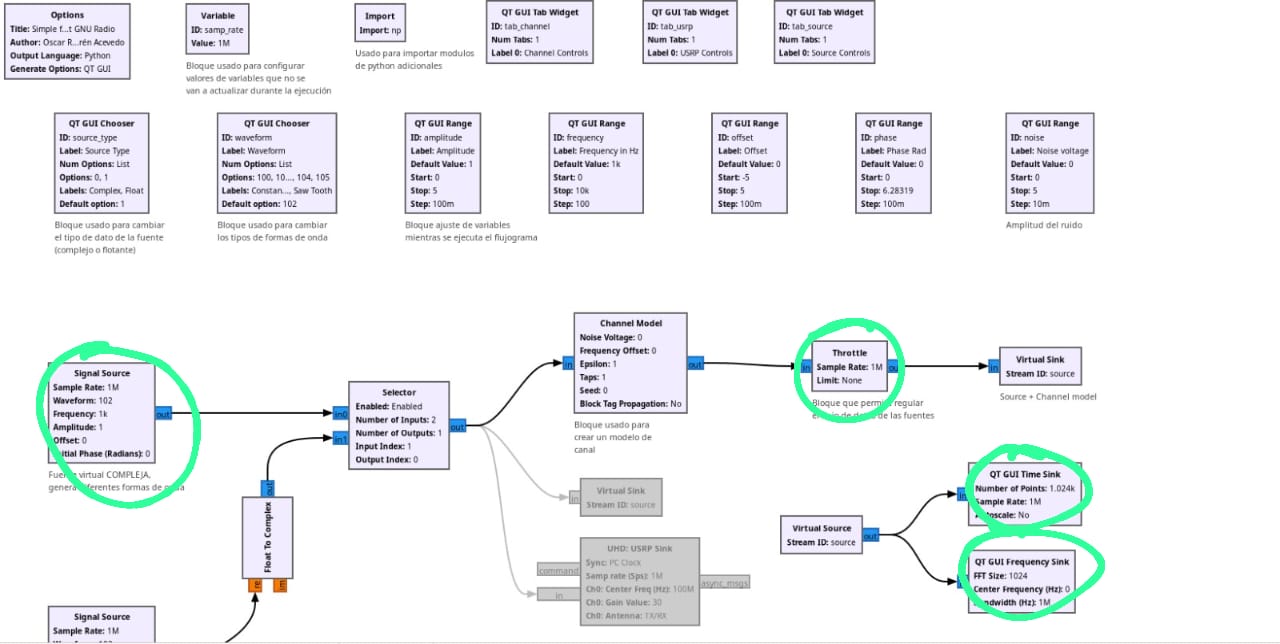 Options
Title: Simple f...t GNU Radio
Author: Oscar R...rén Acevedo
Output Language: Python
Generate Options: QT GUI
Variable
ID: samp_rate
Value: 1M
Bloque usado para configurar
valores de variables que no se
van a actualizar durante la ejecución
Import
Import: np
Usado para importar modulos
de python adicionales
QT GUI Tab Widget
ID: tab_channel
Num Tabs: 1
Label 0: Channel Controls
QT GUI Tab Widget
ID: tab_usrp
Num Tabs: 1
Label 0: USRP Controls
QT GUI Tab Widget
ID: tab_source
Num Tabs: 1
Label 0: Source Controls
QT GUI Chooser
ID: source_type
Label: Source Type
Num Options: List
Options: 0, 1
Labels: Complex, Float
Default option: 1
Bloque usado para cambiar
el tipo de dato de la fuente
(complejo o flotante)
QT GUI Chooser
ID: waveform
Label: Waveform
Num Options: List
Options: 100, 10..., 104, 105
Labels: Constan..., Saw Tooth
Default option: 102
Bloque usado para cambiar
los tipos de formas de onda
QT GUI Range
ID: amplitude
Label: Amplitude
Default Value: 1
Start: 0
Stop: 5
Step: 100m
Bloque ajuste de variables
mientras se ejecuta el flujograma
QT GUI Range
ID: frequency
Label: Frequency in Hz
Default Value: 1k
Start: 0
Stop: 10k
Step: 100
QT GUI Range
ID: offset
Label: Offset
Default Value: 0
Start: -5
Stop: 5
Step: 100m
QT GUI Range
ID: phase
Label: Phase Rad
Default Value: 0
Start: 0
Stop: 6.28319
Step: 100m
QT GUI Range
ID: noise
Label: Noise voltage
Default Value: 0
Start: 0
Stop: 5
Step: 10m
Amplitud del ruido
Signal Source
Sample Rate: 1M
Waveform: 102
Frequency: 1k
Amplitude: 1
Offset: 0
Initial Phase (Radians): 0
out
virtual COMPLEJA,
formas de
Float To Complex
out
re
im
Signal Source
Sample Rate: 1M
Selector
Enabled: Enabled
Number of Inputs: 2
Number of Outputs: 1
Input Index: 1
Output Index: 0
in0
in1
out
Channel Model
Noise Voltage: 0
Frequency Offset: 0
Epsilon: 1
Taps: 1
Seed: 0
Block Tag Propagation: No
in
out
Bloque usado para
crear un modelo de
canal
Virtual Sink
Stream ID: source
in
UHD: USRP Sink
Sync: PC Clock
Samp rate (Sps): 1M
Ch0: Center Freq (Hz): 100M
Ch0: Gain Value: 30
Ch0: Antenna: TX/RX
command
in
async_msgs
Throttle
Sample Rate: 1M
Limit: None
in
Bloque que regular
de las fuentes
Virtual Sink
Stream ID: source
in
Source + Channel model
Virtual Source
Stream ID: source
out
QT GUI Time Sink
Number of Points: 1.024k
Sample Rate: 1M
Autoscale: No
QT GUI Frequency Sink
FFT Size: 1024
Center Frequency (Hz): 0
Bandwidth (Hz): 1M